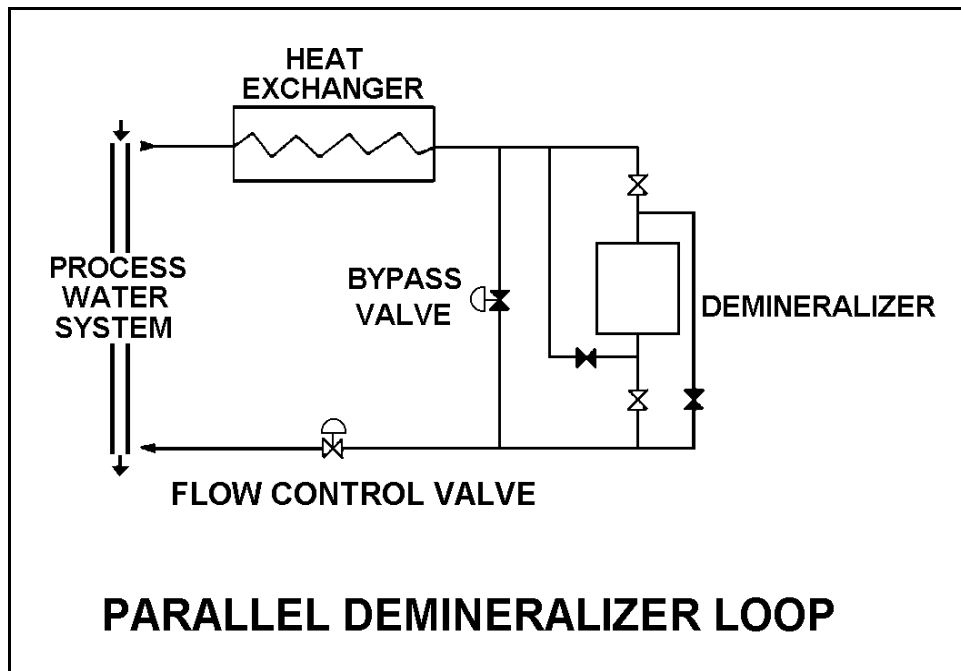 HEAT
EXCHANGER
PROCESS
WATER
SYSTEM
BYPASS
VALVE
DEMINERALIZER
FLOW CONTROL VALVE
PARALLEL DEMINERALIZER LOOP